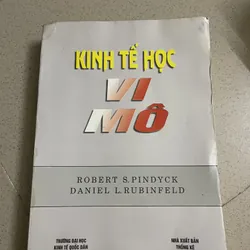 KINH TẾ HỌC
VI
MÔ
ROBERT S.PINDYCK
DANIEL L.RUBINFELD
TRƯỜNG ĐẠI HỌC
KINH TẾ QUỐC DÂN
NHÀ XUẤT BẢN
THỐNG KÊ